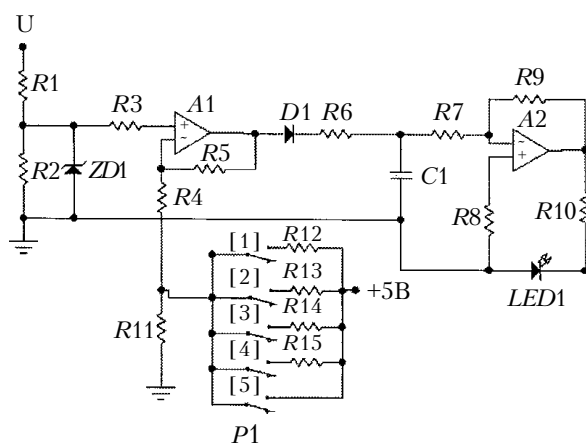 U
R1
R3
A1
D1
R6
R7
R9
A2
R2
ZD1
R5
R4
C1
R8
R10
[1]
R12
[2]
R13
+5В
LED1
[3]
R14
R11
[4]
R15
[5]
P1